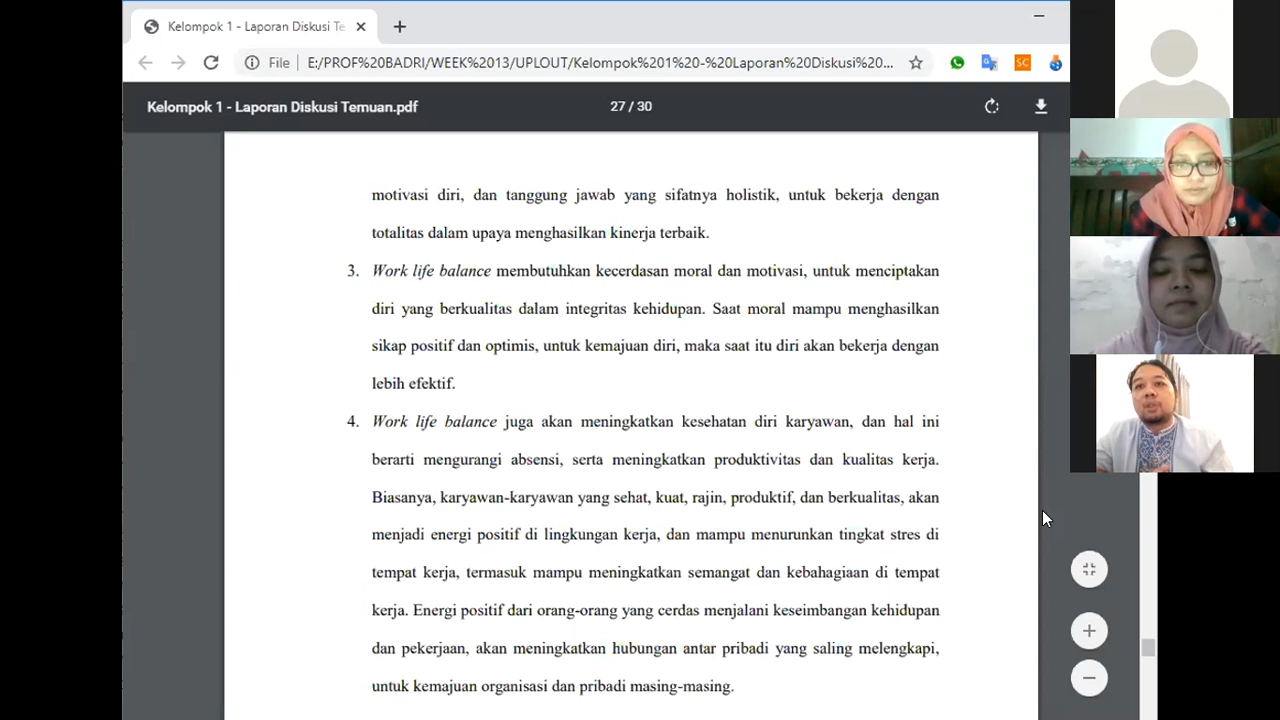 Kelompok 1 - Laporan Diskusi Te
File
E:/PROF%20BADRI/WEEK%2013/UPLOUT/Kelompok%201%20-%20Laporan%20Diskusi%20...
SC
Kelompok 1 - Laporan Diskusi Temuan.pdf
27 / 30
motivasi diri, dan tanggung jawab yang sifatnya holistik, untuk bekerja dengan
totalitas dalam upaya menghasilkan kinerja terbaik.
3. Work life balance membutuhkan kecerdasan moral dan motivasi, untuk menciptakan
diri yang berkualitas dalam integritas kehidupan. Saat moral mampu menghasilkan
sikap positif dan optimis, untuk kemajuan diri, maka saat itu diri akan bekerja dengan
lebih efektif.
4. Work life balance juga akan meningkatkan kesehatan diri karyawan, dan hal ini
berarti mengurangi absensi, serta meningkatkan produktivitas dan kualitas kerja.
Biasanya, karyawan-karyawan yang sehat, kuat, rajin, produktif, dan berkualitas, akan
menjadi energi positif di lingkungan kerja, dan mampu menurunkan tingkat stres di
tempat kerja, termasuk mampu meningkatkan semangat dan kebahagiaan di tempat
kerja. Energi positif dari orang-orang yang cerdas menjalani keseimbangan kehidupan
dan pekerjaan, akan meningkatkan hubungan antar pribadi yang saling melengkapi,
untuk kemajuan organisasi dan pribadi masing-masing.